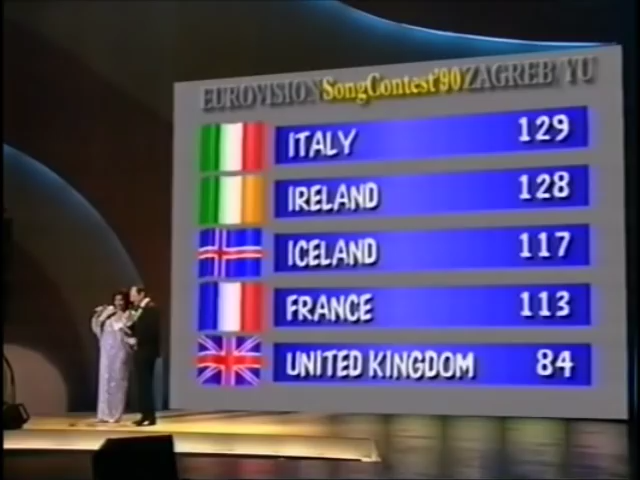 EUROVISION SongContest'90 ZAGREB YU
ITALY 129
IRELAND 128
ICELAND 117
FRANCE 113
UNITED KINGDOM 84